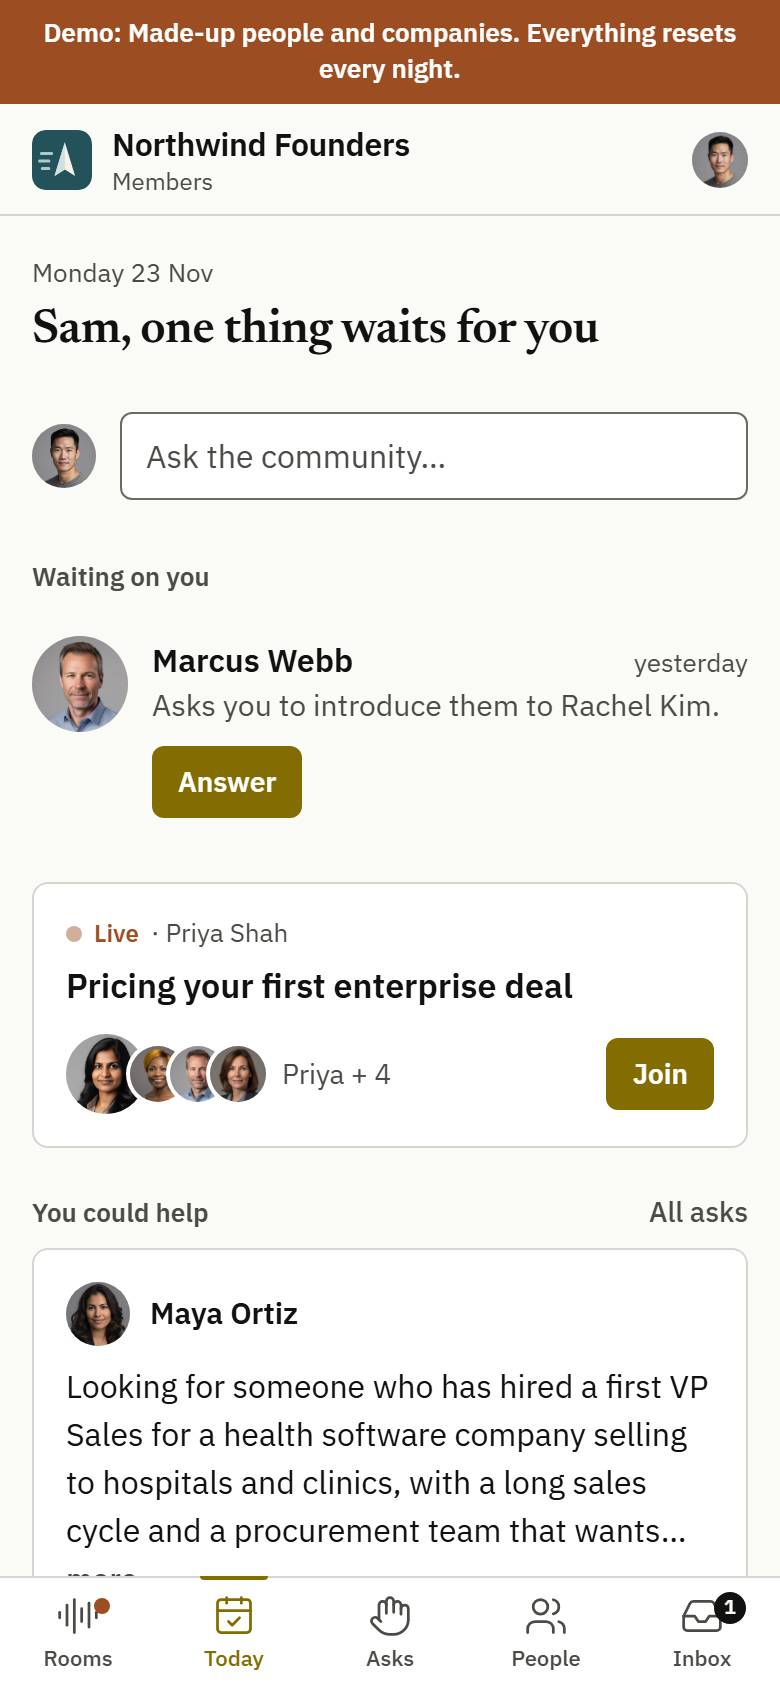 Demo: Made-up people and companies. Everything resets
every night.
Northwind Founders
Members
Monday 23 Nov
Sam, one thing waits for you
Ask the community...
Waiting on you
Marcus Webb
yesterday
Asks you to introduce them to Rachel Kim.
Answer
Live · Priya Shah
Pricing your first enterprise deal
Priya + 4
Join
You could help
All asks
Maya Ortiz
Looking for someone who has hired a first VP
Sales for a health software company selling
to hospitals and clinics, with a long sales
cycle and a procurement team that wants...
more
Rooms
Today
Asks
People
1
Inbox